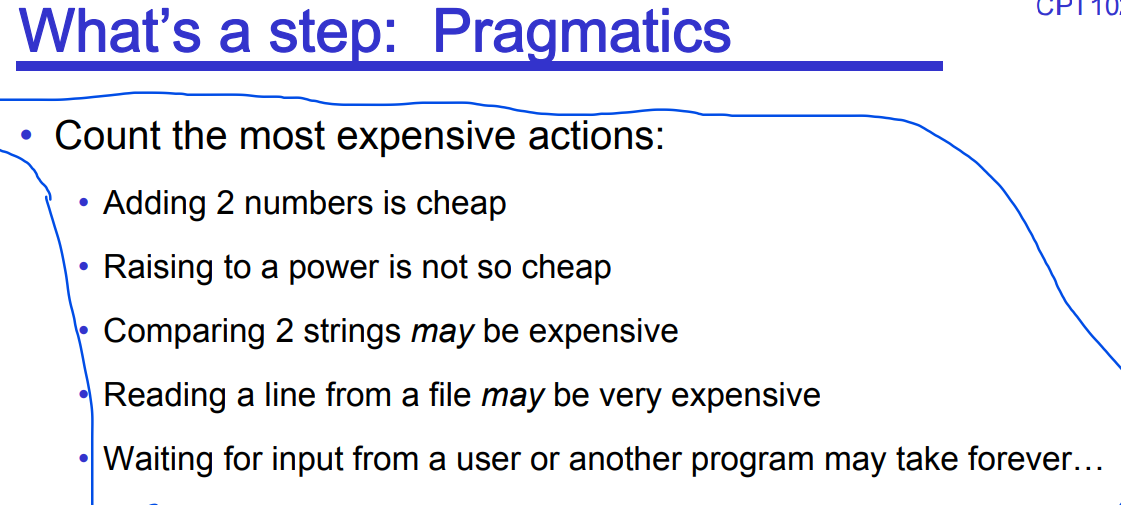 What's a step: Pragmatics
• Count the most expensive actions:
• Adding 2 numbers is cheap
• Raising to a power is not so cheap
• Comparing 2 strings may be expensive
• Reading a line from a file may be very expensive
• Waiting for input from a user or another program may take forever…